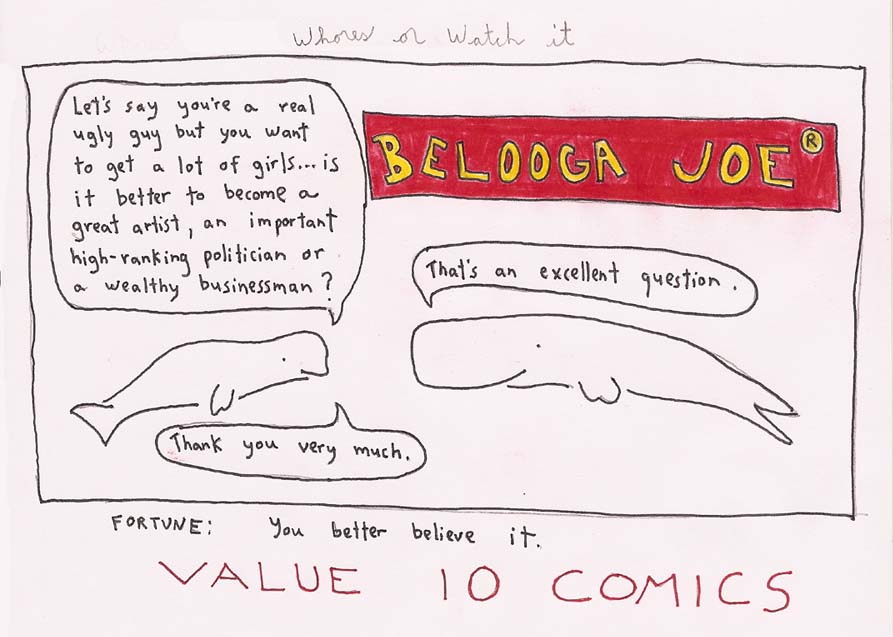 Whores or Watch it
Let's say you're a real
ugly guy but you want
to get a lot of girls... is
it better to become a
great artist, an important
high-ranking politician or
a wealthy businessman?
BELOOGA JOE®
That's an excellent question.
Thank you very much.
FORTUNE: You better believe it.
VALUE 10 COMICS